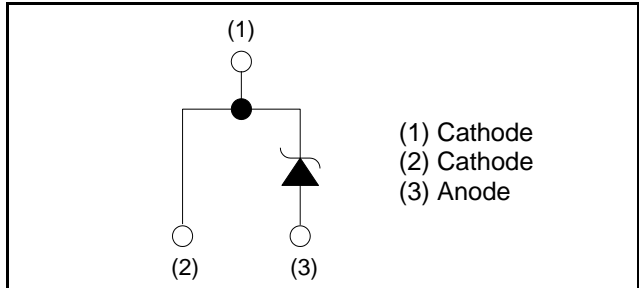 (1)
(1) Cathode
(2) Cathode
(3) Anode
(2)
(3)